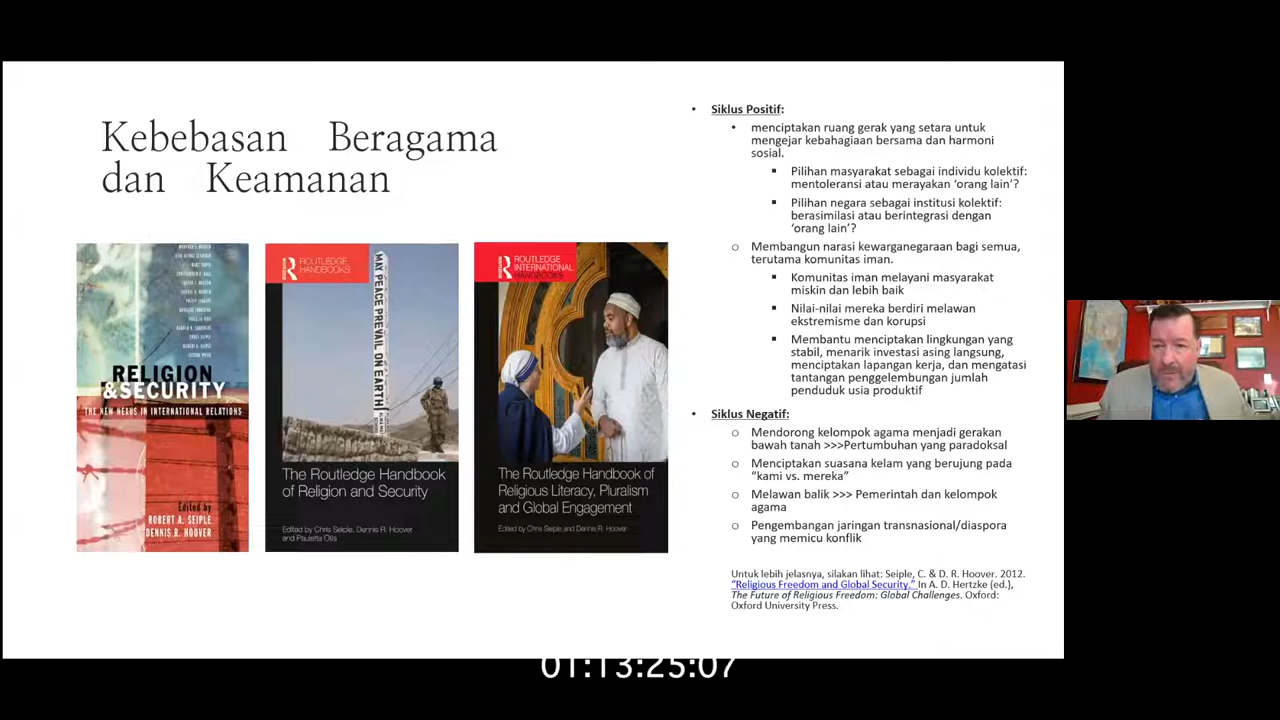 Kebebasan Beragama
dan Keamanan
RELIGION
&SECURITY
THE NEW NEXUS IN INTERNATIONAL RELATIONS
Edited by
ROBERT A. SEIPLE
DENNIS R. HOOVER
ROUTLEDGE
HANDBOOKS
MAY PEACE PREVAIL ON EARTH
The Routledge Handbook
of Religion and Security
Edited by Chris Seiple, Dennis R. Hoover
and Pauletta Otis
ROUTLEDGE
INTERNATIONAL
HANDBOOKS
The Routledge Handbook of
Religious Literacy, Pluralism
and Global Engagement
Edited by Chris Seiple and Dennis R. Hoover
• Siklus Positif:
• menciptakan ruang gerak yang setara untuk
mengejar kebahagiaan bersama dan harmoni
sosial.
▪ Pilihan masyarakat sebagai individu kolektif:
mentoleransi atau merayakan ‘orang lain’?
▪ Pilihan negara sebagai institusi kolektif:
berasimilasi atau berintegrasi dengan
‘orang lain’?
o Membangun narasi kewarganegaraan bagi semua,
terutama komunitas iman.
▪ Komunitas iman melayani masyarakat
miskin dan lebih baik
▪ Nilai-nilai mereka berdiri melawan
ekstremisme dan korupsi
▪ Membantu menciptakan lingkungan yang
stabil, menarik investasi asing langsung,
menciptakan lapangan kerja, dan mengatasi
tantangan penggelembungan jumlah
penduduk usia produktif
• Siklus Negatif:
o Mendorong kelompok agama menjadi gerakan
bawah tanah >>>Pertumbuhan yang paradoksal
o Menciptakan suasana kelam yang berujung pada
“kami vs. mereka”
o Melawan balik >>> Pemerintah dan kelompok
agama
o Pengembangan jaringan transnasional/diaspora
yang memicu konflik
Untuk lebih jelasnya, silakan lihat: Seiple, C. & D. R. Hoover. 2012.
“Religious Freedom and Global Security.” In A. D. Hertzke (ed.),
The Future of Religious Freedom: Global Challenges. Oxford:
Oxford University Press.
01:13:25:07